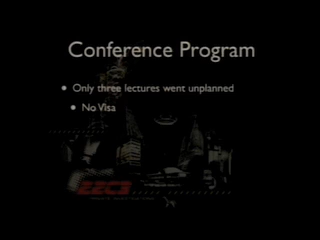 Conference Program
Only three lectures went unplanned
No Visa